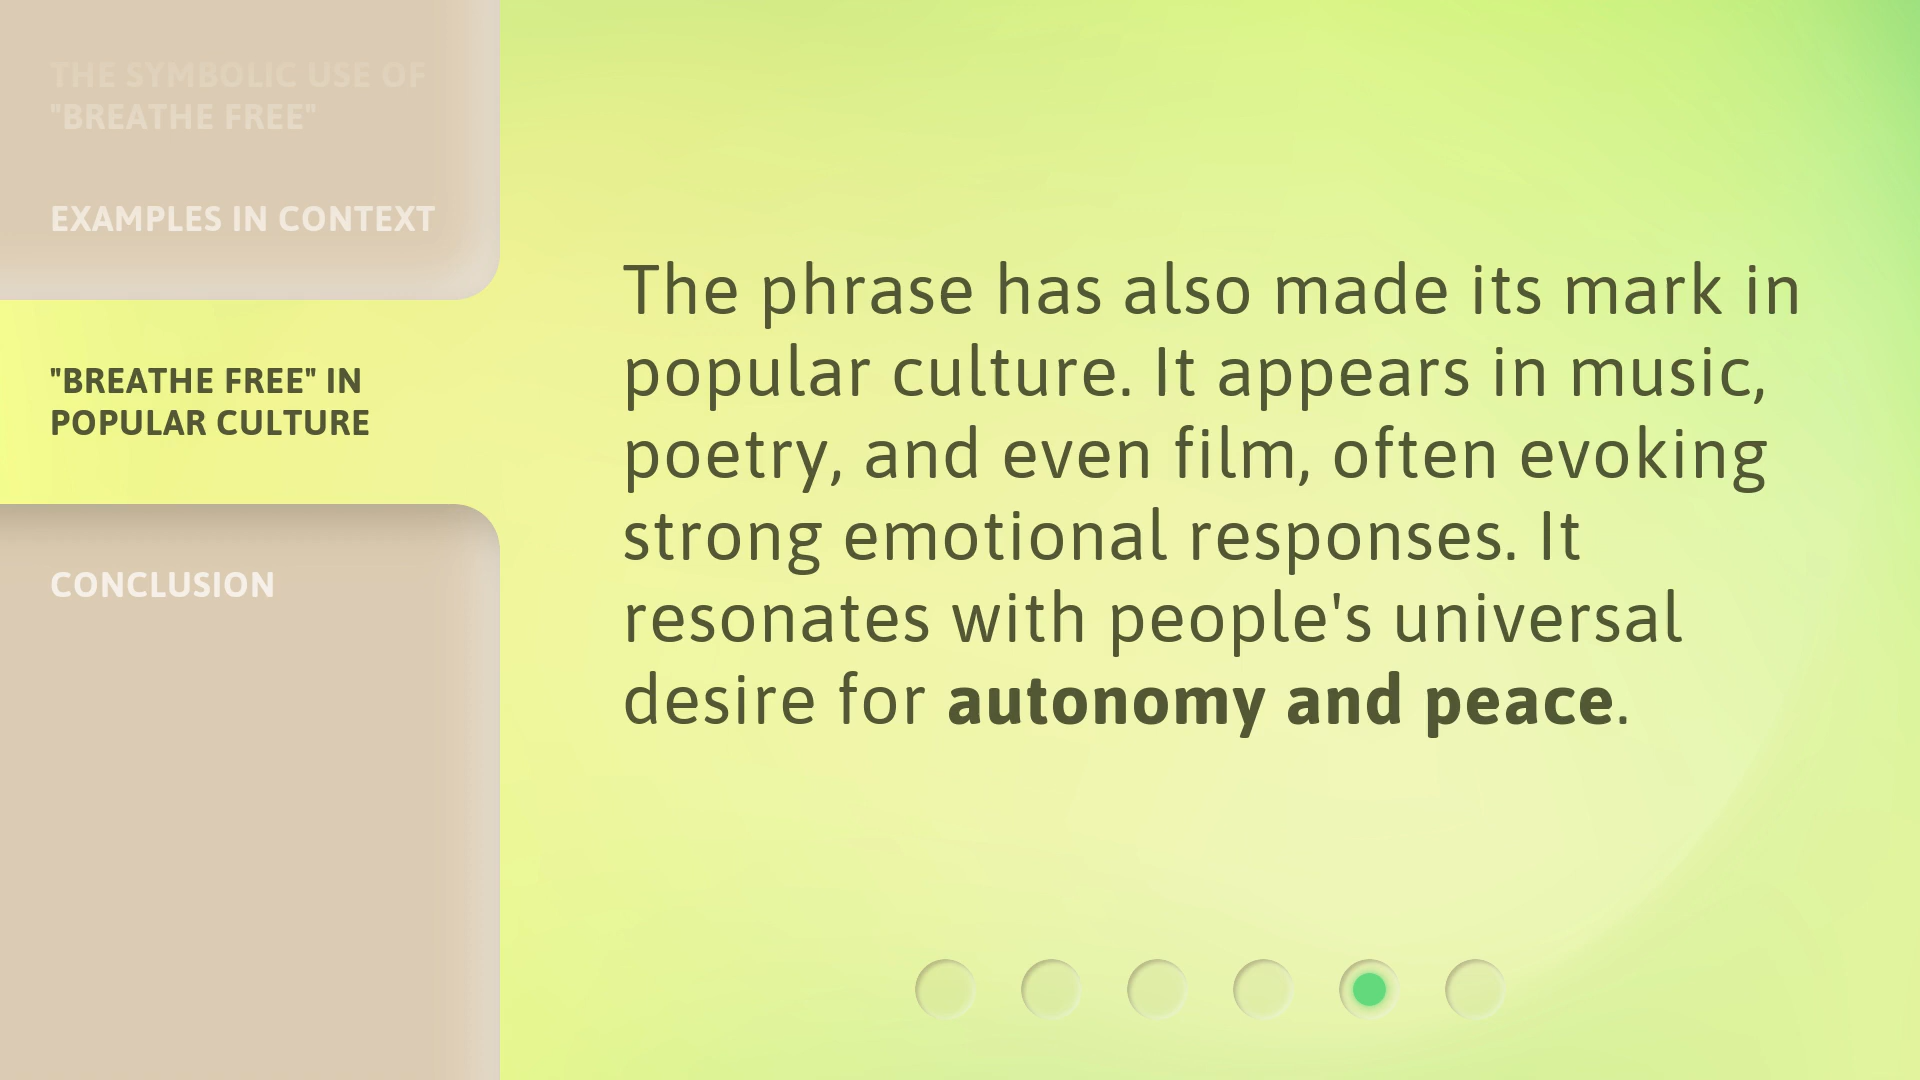 THE SYMBOLIC USE OF
"BREATHE FREE"
EXAMPLES IN CONTEXT
"BREATHE FREE" IN
POPULAR CULTURE
CONCLUSION
The phrase has also made its mark in
popular culture. It appears in music,
poetry, and even film, often evoking
strong emotional responses. It
resonates with people's universal
desire for autonomy and peace.